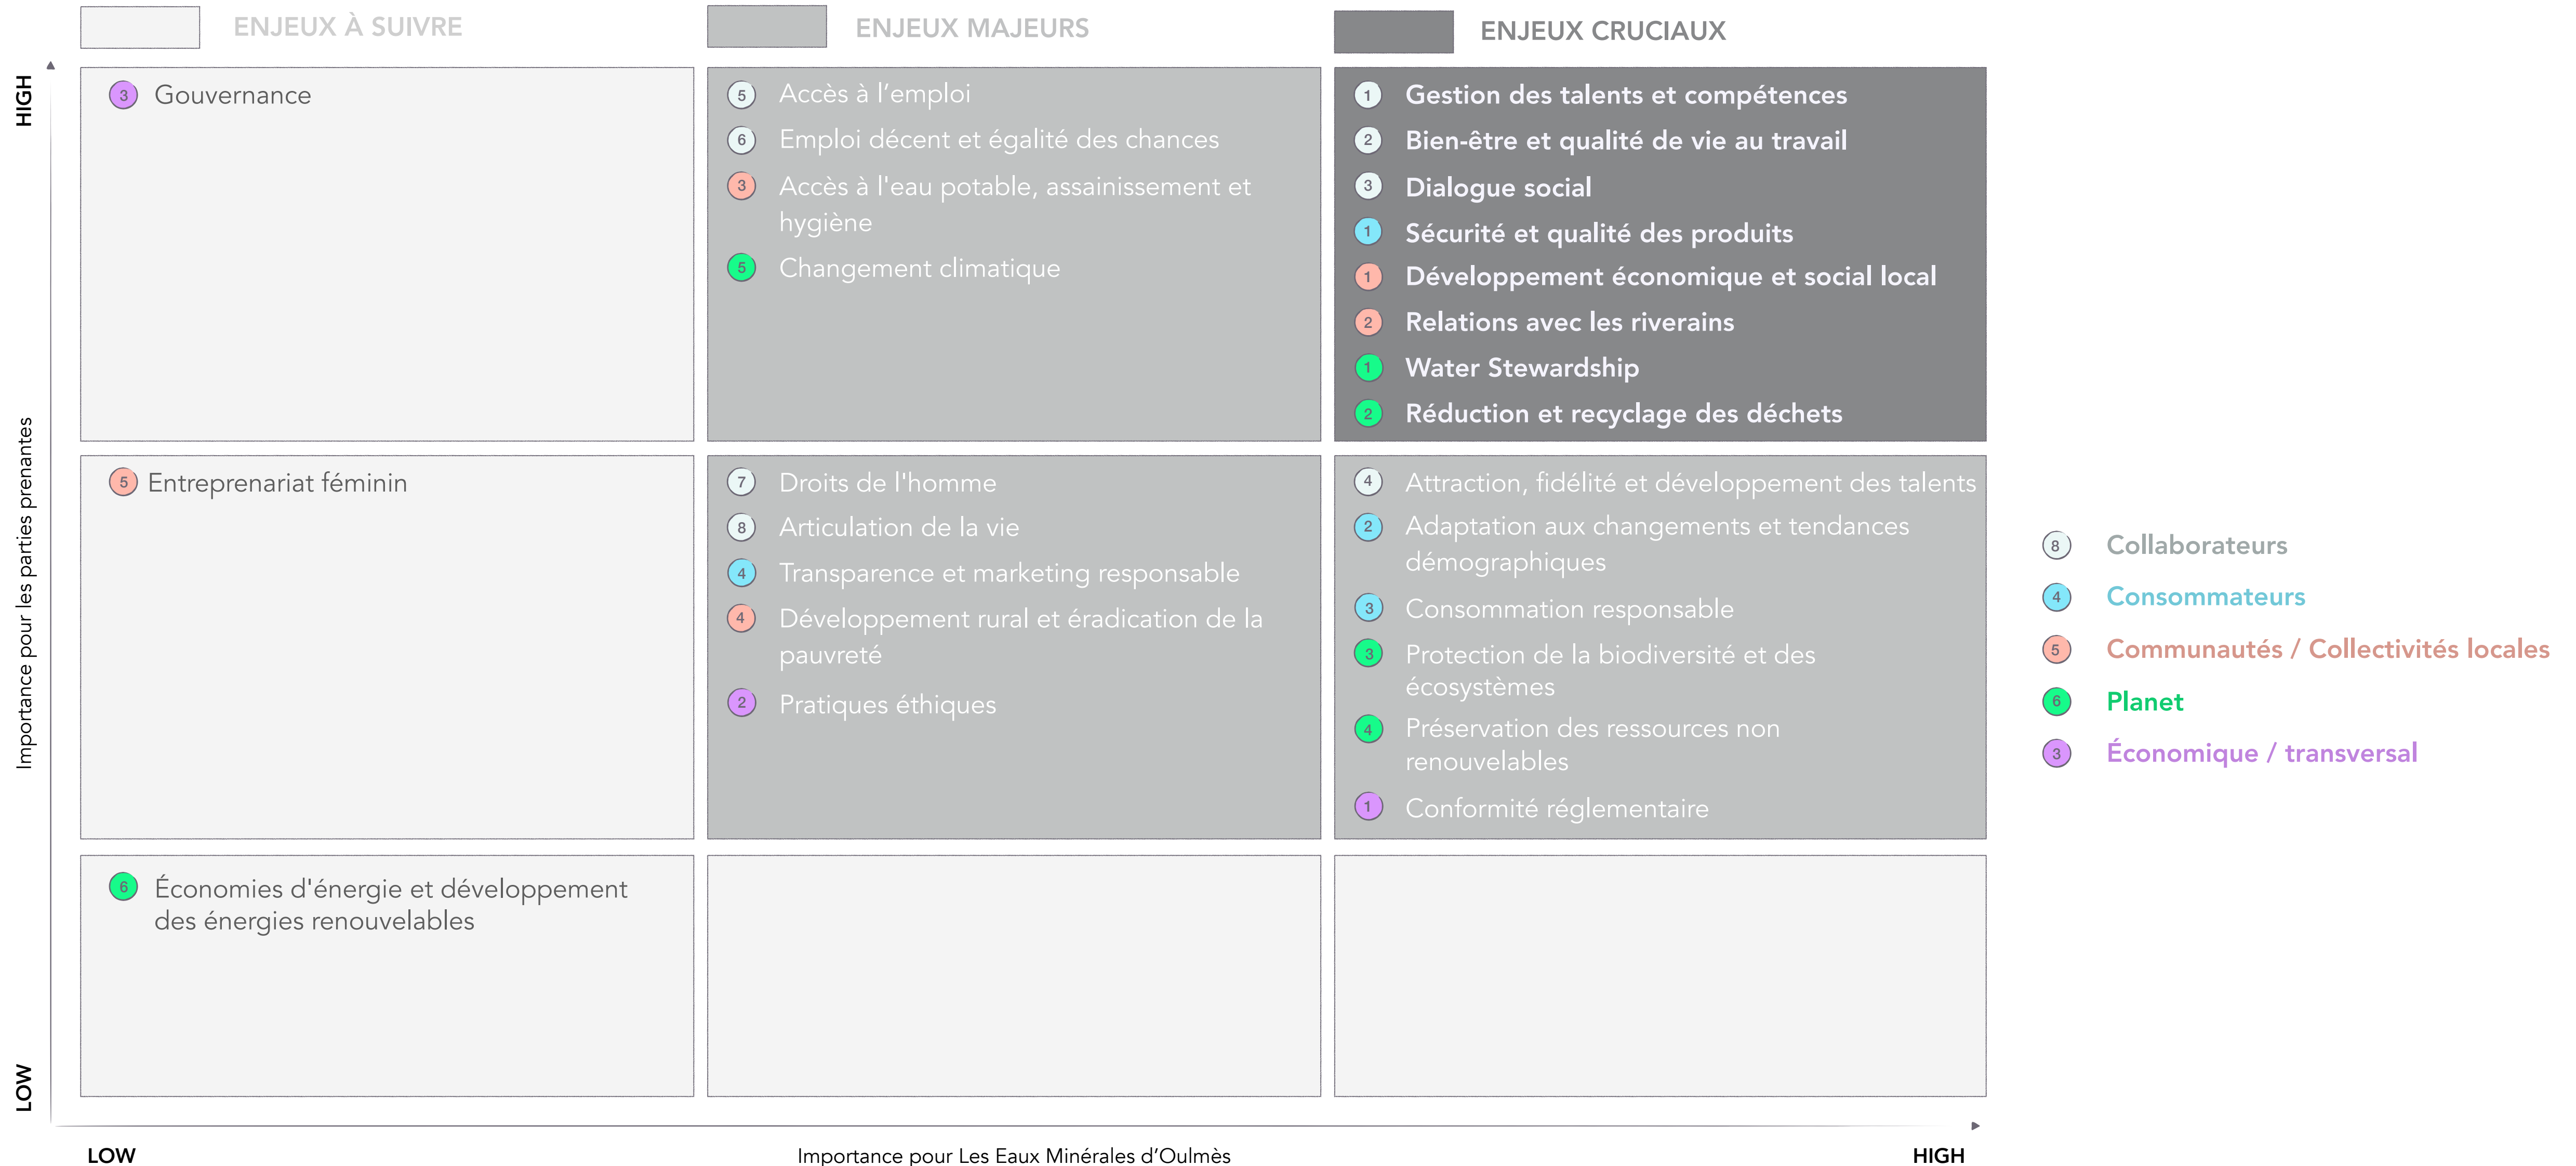 ENJEUX À SUIVRE
ENJEUX MAJEURS
ENJEUX CRUCIAUX
HIGH
Importance pour les parties prenantes
LOW
3 Gouvernance
5 Accès à l’emploi
6 Emploi décent et égalité des chances
3 Accès à l'eau potable, assainissement et
hygiène
5 Changement climatique
1 Gestion des talents et compétences
2 Bien-être et qualité de vie au travail
3 Dialogue social
1 Sécurité et qualité des produits
1 Développement économique et social local
2 Relations avec les riverains
1 Water Stewardship
2 Réduction et recyclage des déchets
5 Entreprenariat féminin
7 Droits de l'homme
8 Articulation de la vie
4 Transparence et marketing responsable
4 Développement rural et éradication de la
pauvreté
2 Pratiques éthiques
4 Attraction, fidélité et développement des talents
2 Adaptation aux changements et tendances
démographiques
3 Consommation responsable
3 Protection de la biodiversité et des
écosystèmes
4 Préservation des ressources non
renouvelables
1 Conformité réglementaire
6 Économies d'énergie et développement
des énergies renouvelables
8 Collaborateurs
4 Consommateurs
5 Communautés / Collectivités locales
6 Planet
3 Économique / transversal
LOW
Importance pour Les Eaux Minérales d’Oulmès
HIGH